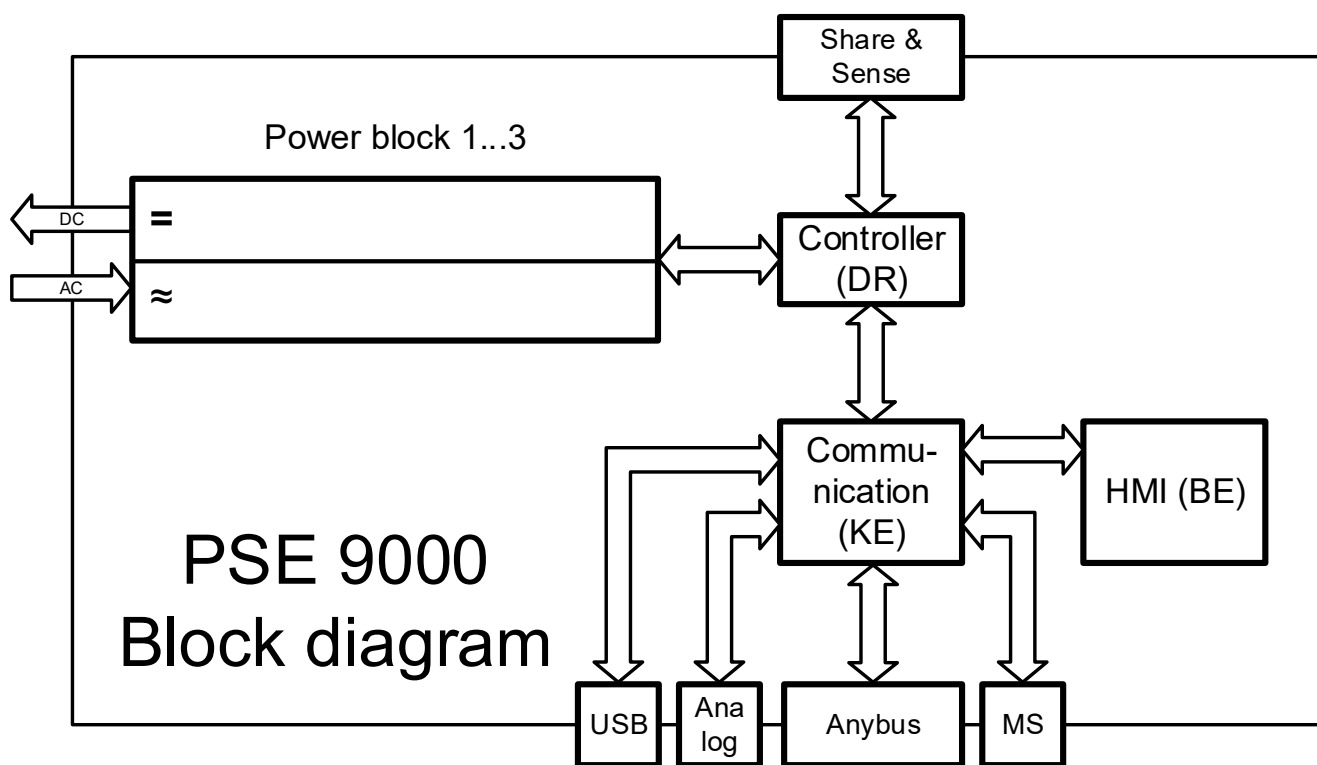 Share &
Sense
Power block 1...3
DC
=
AC
≈
Controller
(DR)
Commu-
nication
(KE)
HMI (BE)
PSE 9000
Block diagram
USB
Ana
log
Anybus
MS